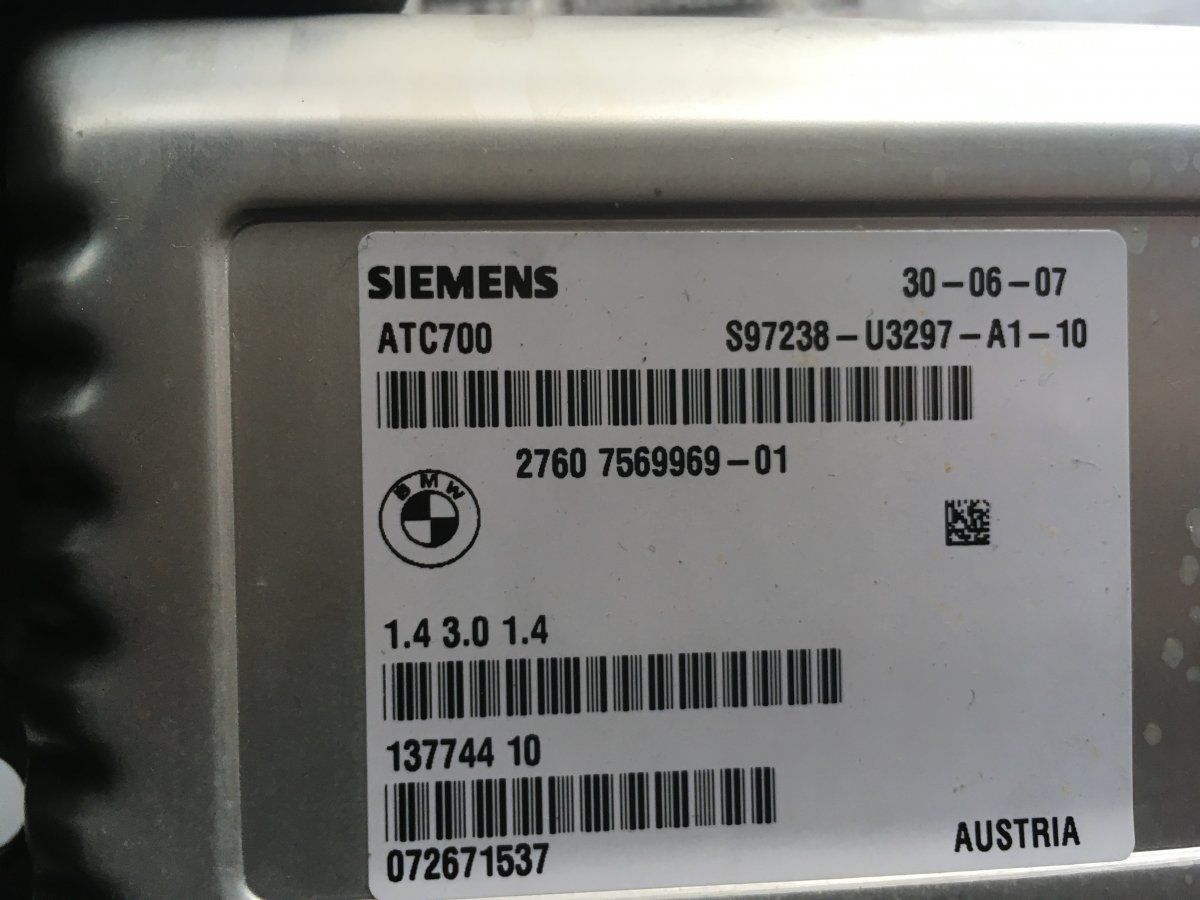 SIEMENS 30-06-07
ATC700 S97238-U3297-A1-10
2760 7569969-01
BMW
1.4 3.0 1.4
137744 10
072671537
AUSTRIA